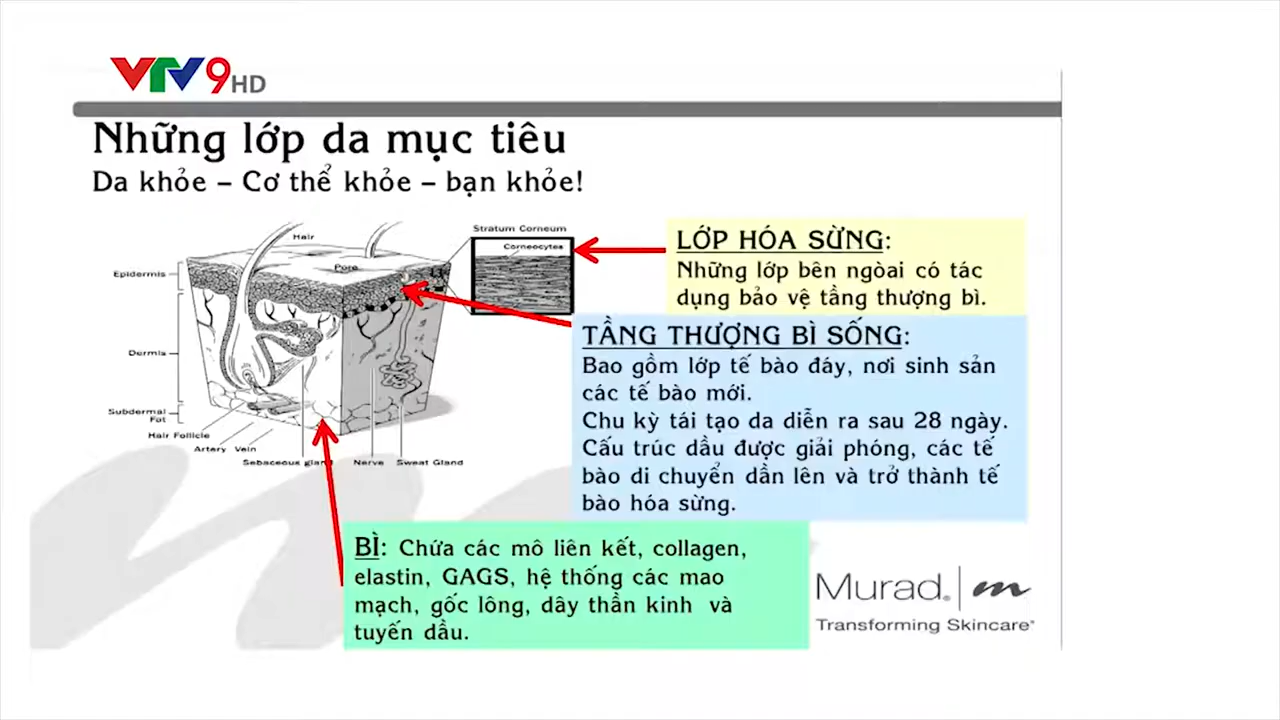 VTV9HD
Những lớp da mục tiêu
Da khỏe – Cơ thể khỏe – bạn khỏe!
Stratum Corneum
Hair
Corneocytes
Pore
Epidermis
Dermis
Subdermal
Fat
Hair Follicle
Artery Vein
Sebaceous gland
Nerve
Sweat Gland
LỚP HÓA SỪNG:
Những lớp bên ngòai có tác
dụng bảo vệ tầng thượng bì.
TẦNG THƯỢNG BÌ SỐNG:
Bao gồm lớp tế bào đáy, nơi sinh sản
các tế bào mới.
Chu kỳ tái tạo da diễn ra sau 28 ngày.
Cấu trúc dầu được giải phóng, các tế
bào di chuyển dần lên và trở thành tế
bào hóa sừng.
BÌ: Chứa các mô liên kết, collagen,
elastin, GAGS, hệ thống các mao
mạch, gốc lông, dây thần kinh và
tuyến dầu.
Murad® m
Transforming Skincare®